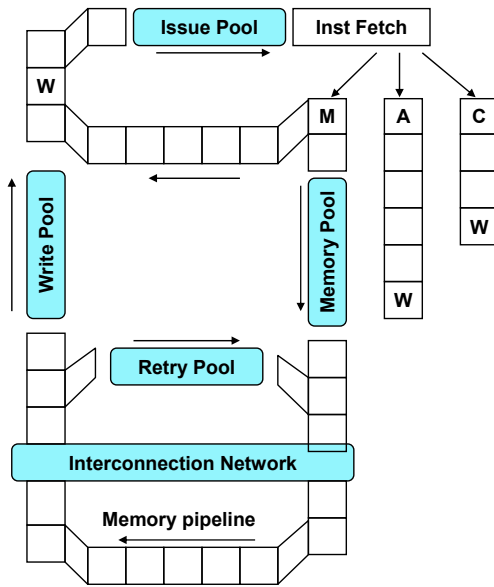 Issue Pool
Inst Fetch
W
M
A
C
W
W
Write Pool
Memory Pool
Retry Pool
Interconnection Network
Memory pipeline